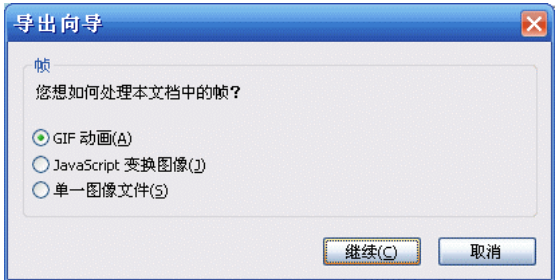 导出向导
帧
您想如何处理本文档中的帧?
GIF 动画(A)
JavaScript 变换图像(J)
单一图像文件(S)
继续(C) 取消